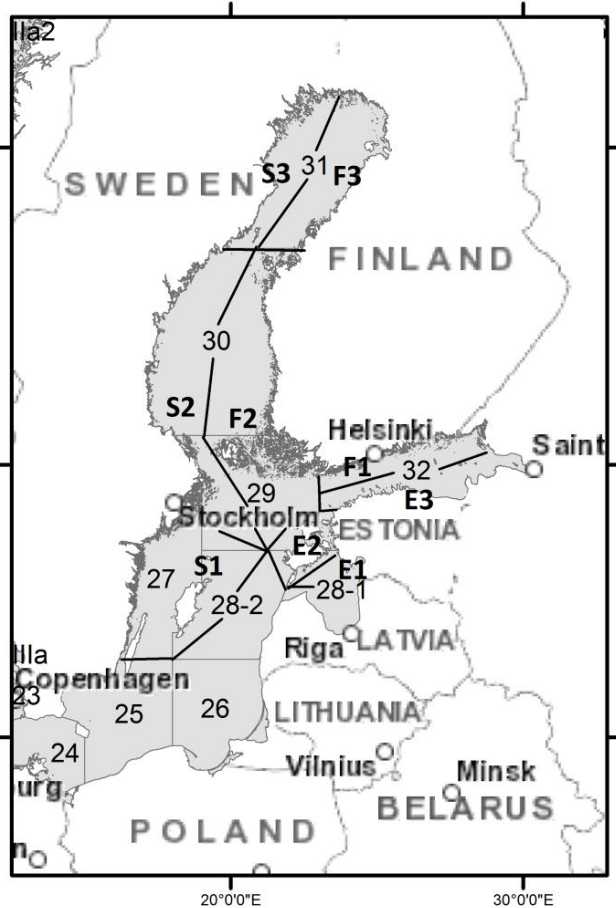 IIa2
31
S3
F3
SWEDEN
FINLAND
30
S2
F2
Helsinki
Saint
F1
32
29
E3
Stockholm
ESTONIA
E2
S1
E1
27
28-1
28-2
Riga
LATVIA
IIIa
Copenhagen
23
25
26
LITHUANIA
24
Vilnius
Minsk
urg
BELARUS
POLAND
n
20°0'0"E
30°0'0"E